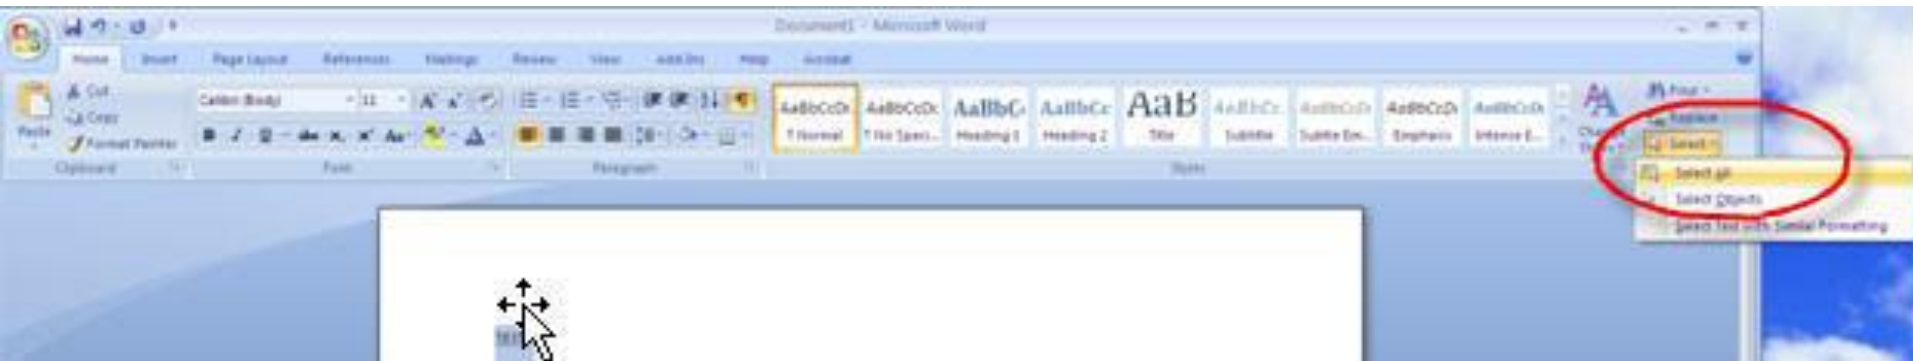 Document1 - Microsoft Word
Home Insert Page Layout References Mailings Review View Add-Ins Help Acrobat
Cut
Copy
Paste
Format Painter
Calibri (Body) 11
AaBbCcDc AaBbCcDc AaBbC AaBbCc AaB AaBbCc AaBbCcDc AaBbCcDc AaBbCcDc
¶ Normal ¶ No Spaci... Heading 1 Heading 2 Title Subtitle Subtle Em... Emphasis Intense E...
Find
Replace
Select
Clipboard Font Paragraph Styles
Select All
Select Objects
Select Text with Similar Formatting